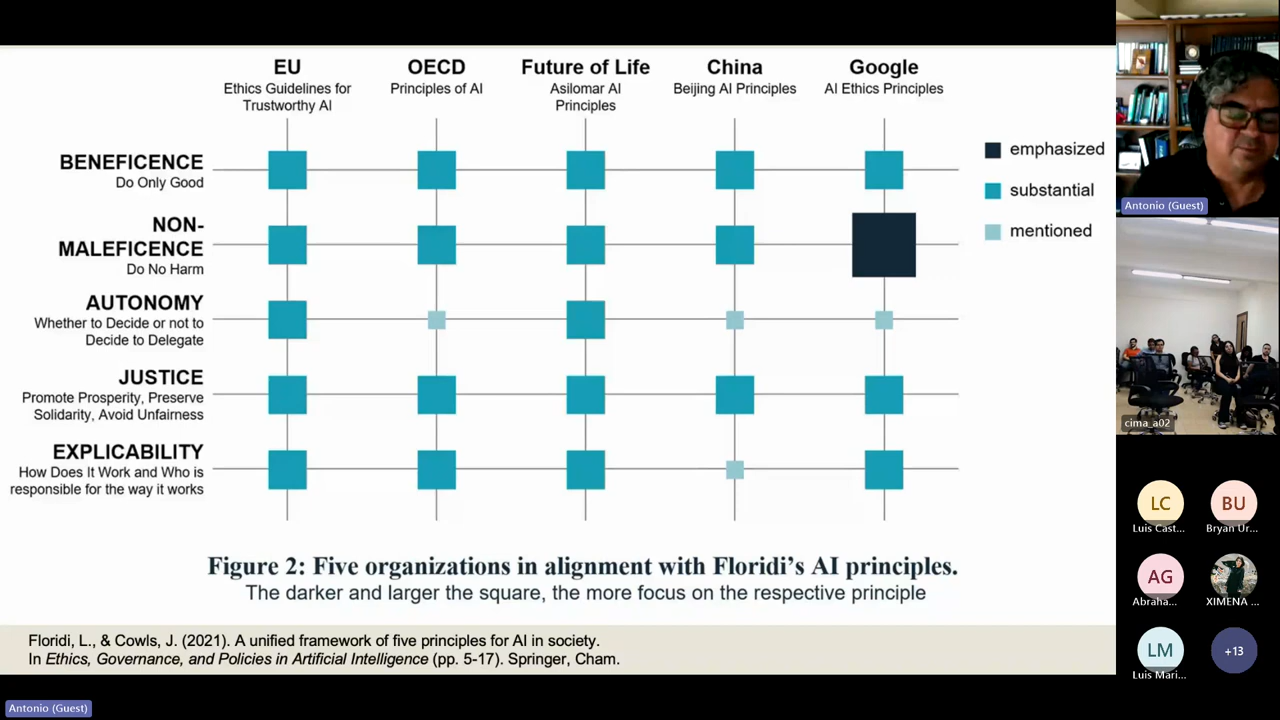 EU
Ethics Guidelines for
Trustworthy AI
OECD
Principles of AI
Future of Life
Asilomar AI
Principles
China
Beijing AI Principles
Google
AI Ethics Principles
BENEFICENCE
Do Only Good
NON-
MALEFICENCE
Do No Harm
AUTONOMY
Whether to Decide or not to
Decide to Delegate
JUSTICE
Promote Prosperity, Preserve
Solidarity, Avoid Unfairness
EXPLICABILITY
How Does It Work and Who is
responsible for the way it works
emphasized
substantial
mentioned
Figure 2: Five organizations in alignment with Floridi's AI principles.
The darker and larger the square, the more focus on the respective principle
Floridi, L., & Cowls, J. (2021). A unified framework of five principles for AI in society.
In Ethics, Governance, and Policies in Artificial Intelligence (pp. 5-17). Springer, Cham.
Antonio (Guest)
Antonio (Guest)
cima_a02
LC
Luis Cast...
BU
Bryan Ur...
AG
Abraha...
XIMENA ...
LM
Luis Mari...
+13